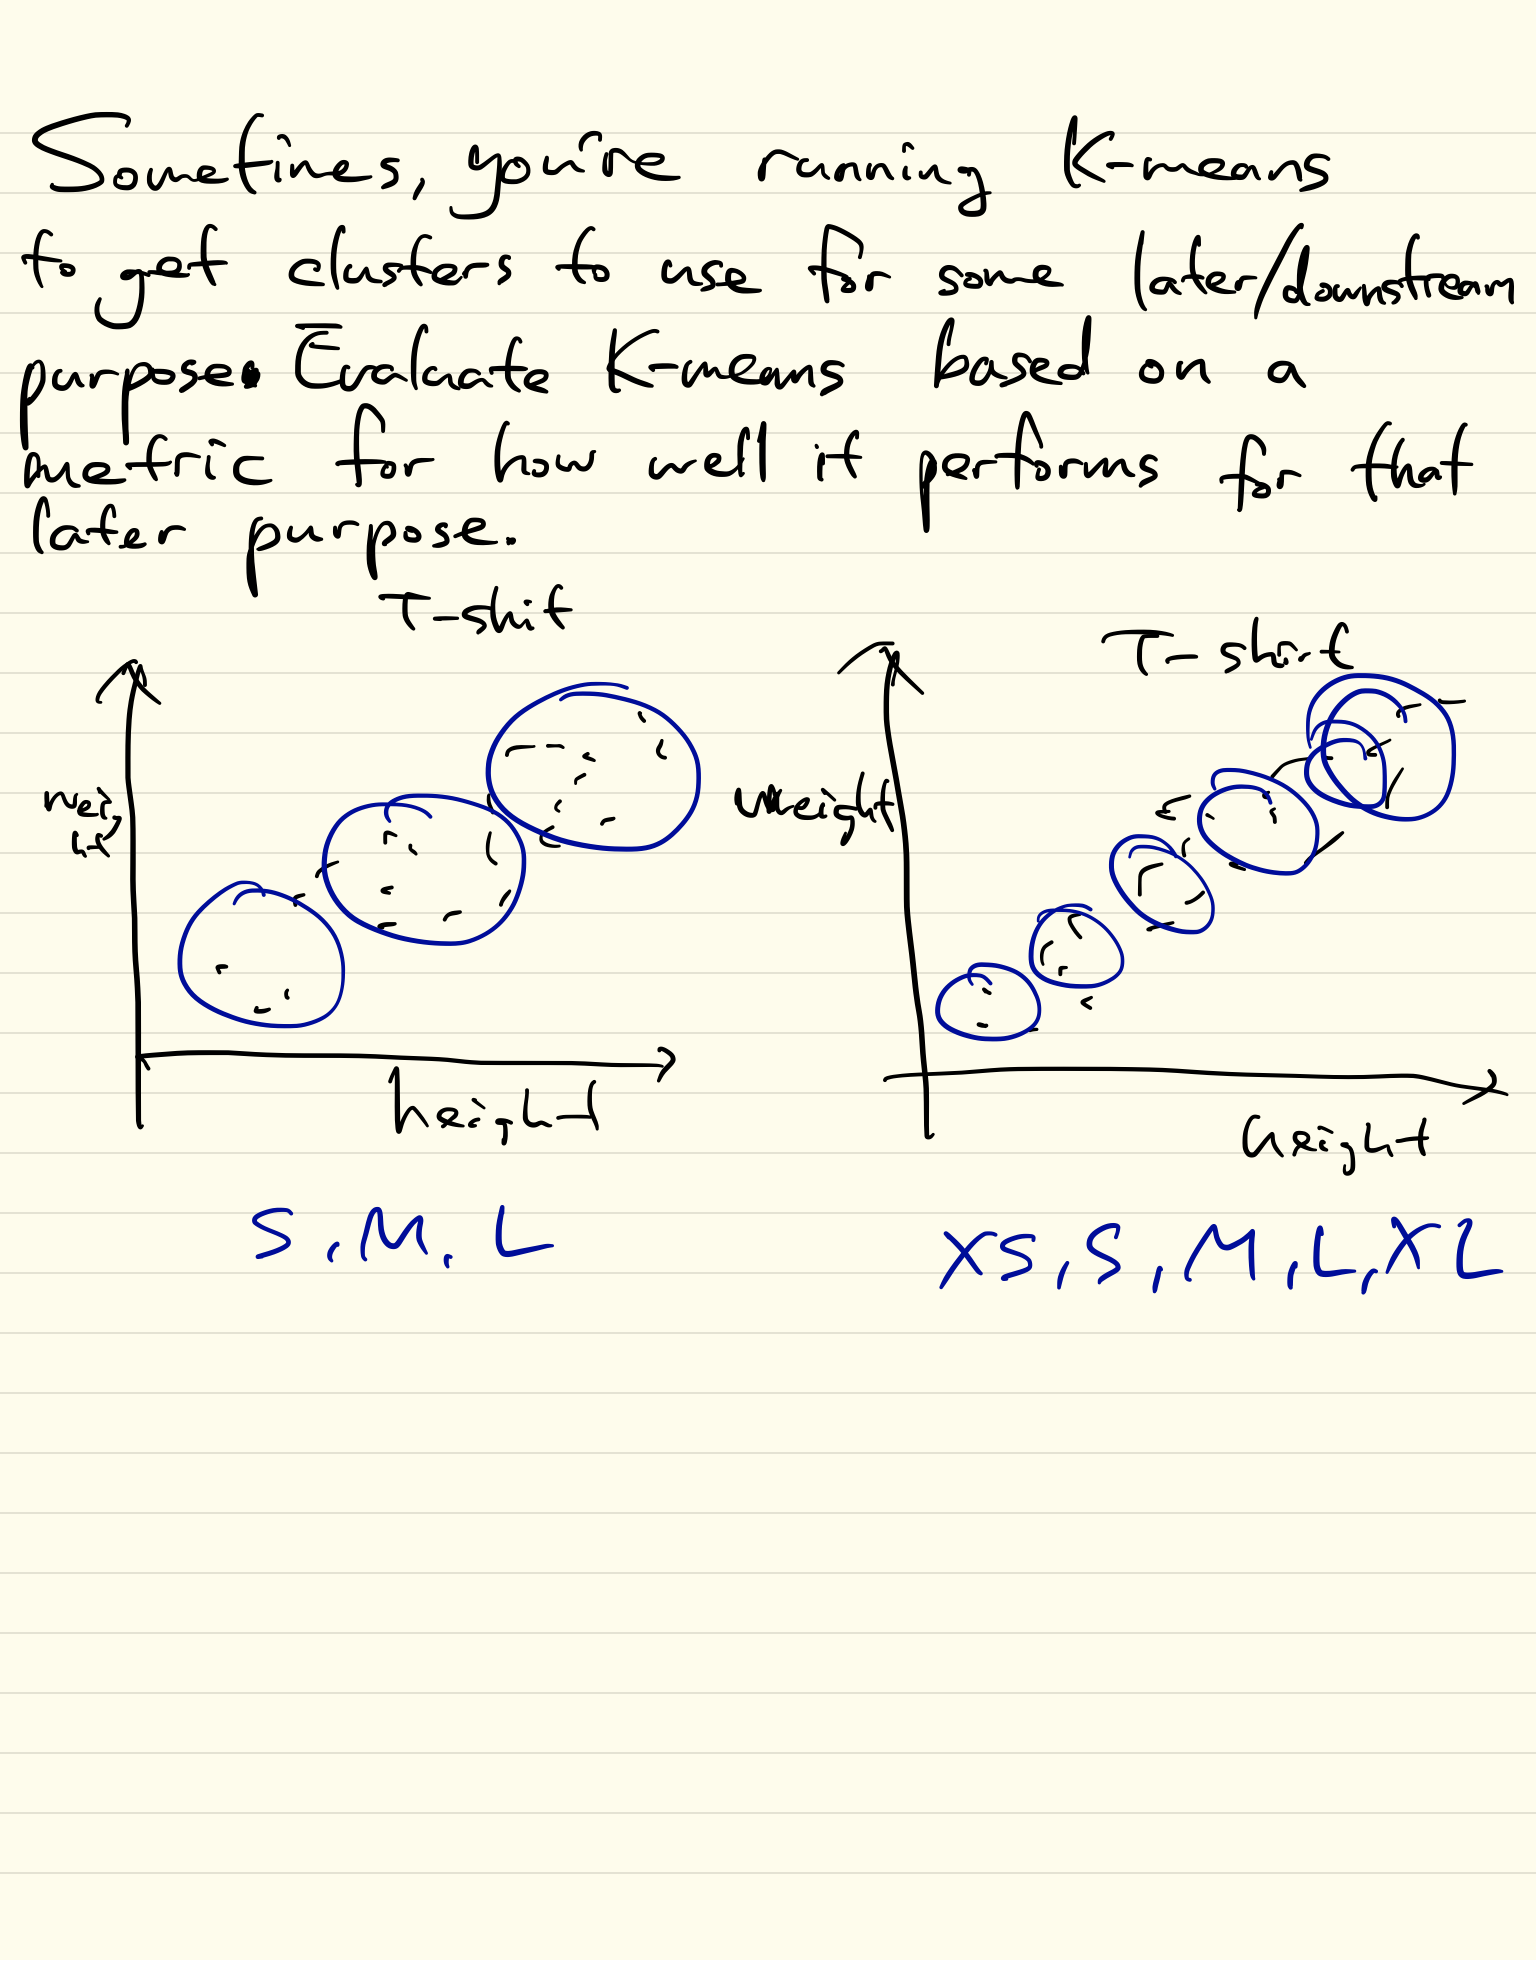 Sometimes, you're running K-means
to get clusters to use for some later/downstream
purpose. Evaluate K-means based on a
metric for how well it performs for that
later purpose.
T-shit
T-shirt
weight
height
height
S, M, L
XS, S, M, L, XL